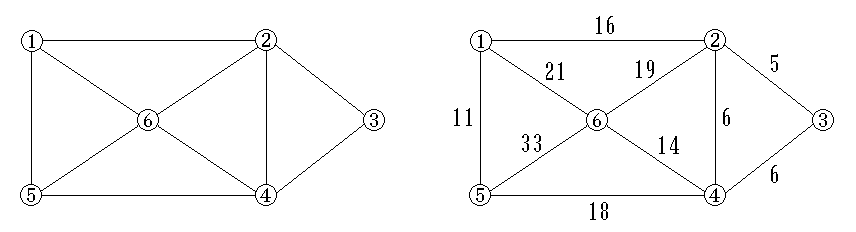 ① ②
⑥ ③
⑤ ④
16
① ②
21 19 5
11 ⑥ 6 ③
33 14 6
⑤ ④
18